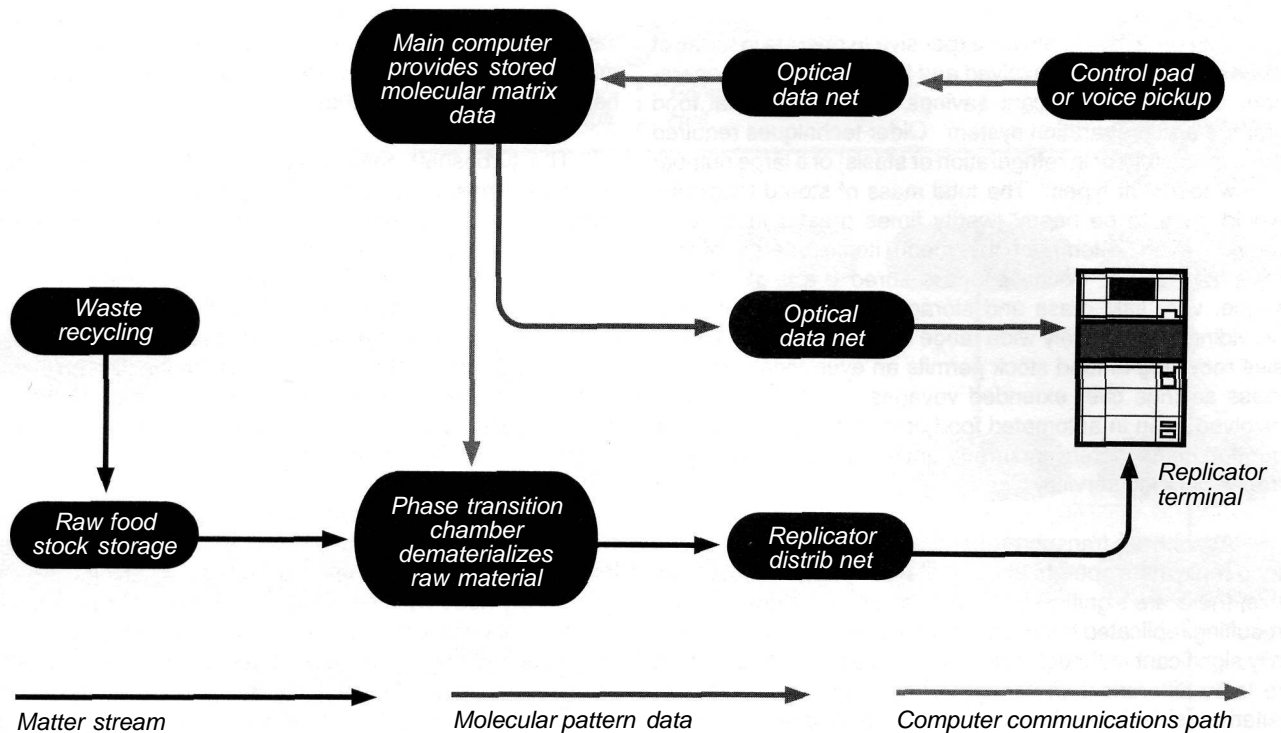 Main computer
provides stored
molecular matrix
data
Optical
data net
Control pad
or voice pickup
Waste
recycling
Optical
data net
Replicator
terminal
Raw food
stock storage
Phase transition
chamber
dematerializes
raw material
Replicator
distrib net
Matter stream
Molecular pattern data
Computer communications path